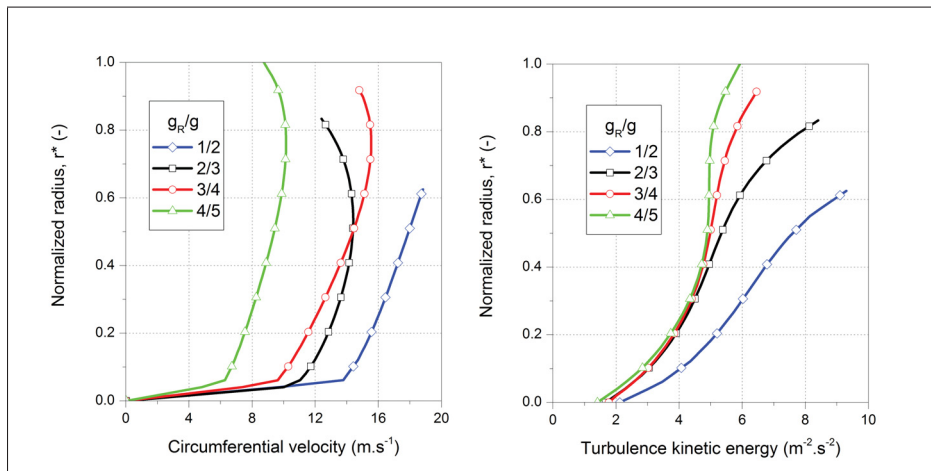 1.0
0.8
0.6
0.4
0.2
0.0
Normalized radius, r* (-)
g_R/g
1/2
2/3
3/4
4/5
0 4 8 12 16 20
Circumferential velocity (m.s⁻¹)
1.0
0.8
0.6
0.4
0.2
0.0
Normalized radius, r* (-)
g_R/g
1/2
2/3
3/4
4/5
0 2 4 6 8 10
Turbulence kinetic energy (m⁻².s⁻²)